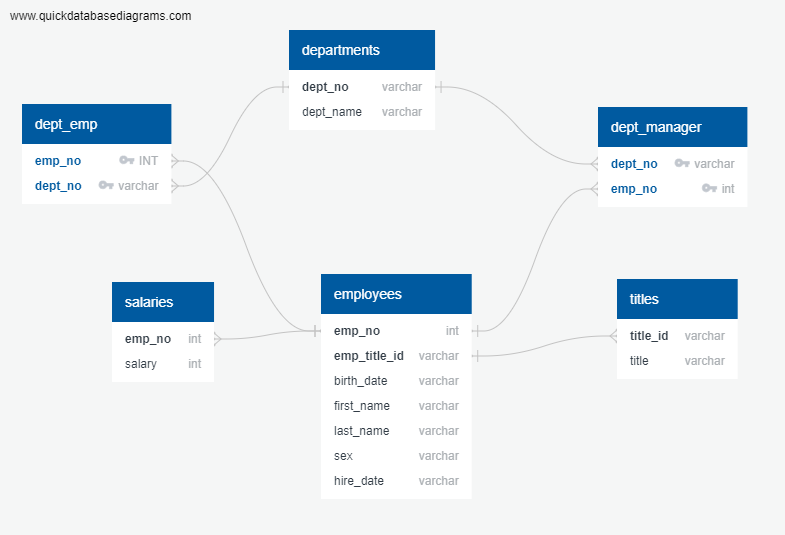 www.quickdatabasediagrams.com
departments
dept_no varchar
dept_name varchar
dept_emp
emp_no INT
dept_no varchar
dept_manager
dept_no varchar
emp_no int
salaries
emp_no int
salary int
employees
emp_no int
emp_title_id varchar
birth_date varchar
first_name varchar
last_name varchar
sex varchar
hire_date varchar
titles
title_id varchar
title varchar